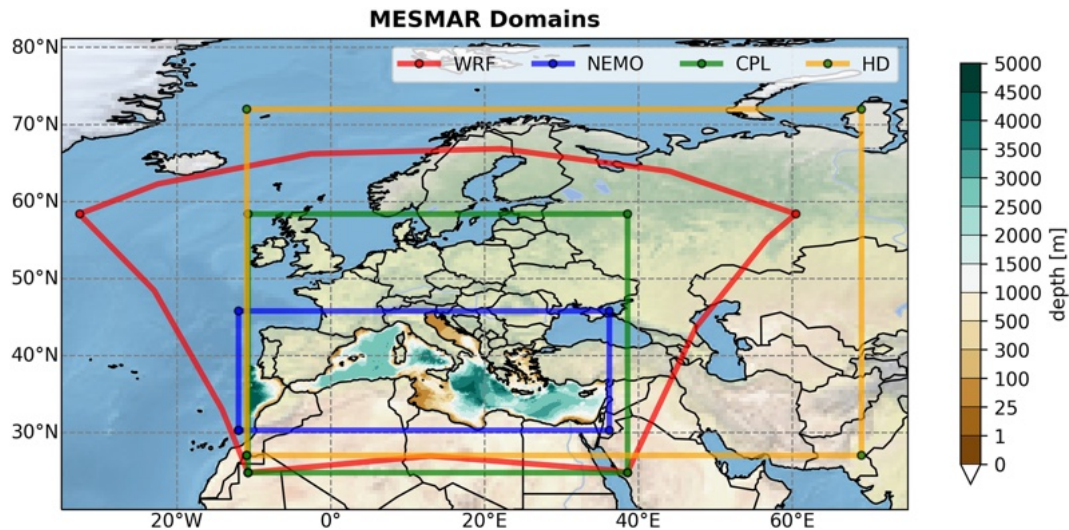 MESMAR Domains
WRF NEMO CPL HD
80°N
70°N
60°N
50°N
40°N
30°N
20°W 0° 20°E 40°E 60°E
5000
4500
4000
3500
3000
2500
2000
1500
1000
500
300
100
25
1
0
depth [m]